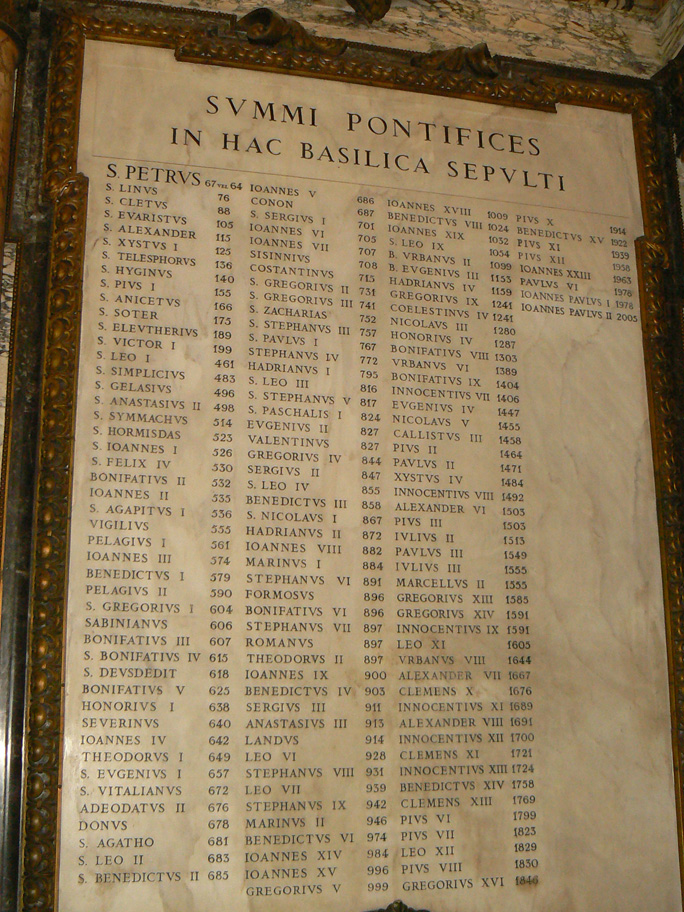 SVMMI PONTIFICES
IN HAC BASILICA SEPVLTI
S. PETRVS 67 VEL 64
S. LINVS 76
S. CLETVS 88
S. EVARISTVS 105
S. ALEXANDER 115
S. XYSTVS I 125
S. TELESPHORVS 136
S. HYGINVS 140
S. PIVS I 155
S. ANICETVS 166
S. SOTER 175
S. ELEVTHERIVS 189
S. VICTOR I 199
S. LEO I 461
S. SIMPLICIVS 483
S. GELASIVS 496
S. ANASTASIVS II 498
S. SYMMACHVS 514
S. HORMISDAS 523
S. IOANNES I 526
S. FELIX IV 530
BONIFATIVS II 532
IOANNES II 535
S. AGAPITVS I 536
VIGILIVS 555
PELAGIVS I 561
IOANNES III 574
BENEDICTVS I 579
PELAGIVS II 590
S. GREGORIVS I 604
SABINIANVS 606
BONIFATIVS III 607
S. BONIFATIVS IV 615
S. DEVSDEDIT 618
BONIFATIVS V 625
HONORIVS I 638
SEVERINVS 640
IOANNES IV 642
THEODORVS I 649
S. EVGENIVS I 657
S. VITALIANVS 672
ADEODATVS II 676
DONVS 678
S. AGATHO 681
S. LEO II 683
S. BENEDICTVS II 685
IOANNES V 686
CONON 687
S. SERGIVS I 701
IOANNES VI 705
IOANNES VII 707
SISINNIVS 708
COSTANTINVS 715
S. GREGORIVS II 731
S. GREGORIVS III 741
S. ZACHARIAS 752
S. STEPHANVS III 757
S. PAVLVS I 767
STEPHANVS IV 772
HADRIANVS I 795
S. LEO III 816
S. STEPHANVS V 817
S. PASCHALIS I 824
EVGENIVS II 827
VALENTINVS 827
GREGORIVS IV 844
SERGIVS II 847
S. LEO IV 855
BENEDICTVS III 858
S. NICOLAVS I 867
HADRIANVS II 872
IOANNES VIII 882
MARINVS I 884
STEPHANVS VI 891
FORMOSVS 896
BONIFATIVS VI 896
STEPHANVS VII 897
ROMANVS 897
THEODORVS II 897
IOANNES IX 900
BENEDICTVS IV 903
SERGIVS III 911
ANASTASIVS III 913
LANDVS 914
LEO VI 928
STEPHANVS VIII 931
LEO VII 939
STEPHANVS IX 942
MARINVS II 946
BENEDICTVS VI 974
IOANNES XIV 984
IOANNES XV 996
GREGORIVS V 999
IOANNES XVIII 1009
BENEDICTVS VIII 1024
IOANNES XIX 1032
S. LEO IX 1054
B. VRBANVS II 1099
B. EVGENIVS III 1153
HADRIANVS IV 1159
GREGORIVS IX 1241
COELESTINVS IV 1241
NICOLAVS III 1280
HONORIVS IV 1287
BONIFATIVS VIII 1303
VRBANVS VI 1389
BONIFATIVS IX 1404
INNOCENTIVS VII 1406
EVGENIVS IV 1447
NICOLAVS V 1455
CALLISTVS III 1458
PIVS II 1464
PAVLVS II 1471
XYSTVS IV 1484
INNOCENTIVS VIII 1492
ALEXANDER VI 1503
PIVS III 1503
IVLIVS II 1513
PAVLVS III 1549
IVLIVS III 1555
MARCELLVS II 1555
GREGORIVS XIII 1585
GREGORIVS XIV 1591
INNOCENTIVS IX 1591
LEO XI 1605
VRBANVS VIII 1644
ALEXANDER VII 1667
CLEMENS X 1676
INNOCENTIVS XI 1689
ALEXANDER VIII 1691
INNOCENTIVS XII 1700
CLEMENS XI 1721
INNOCENTIVS XIII 1724
BENEDICTVS XIV 1758
CLEMENS XIII 1769
PIVS VI 1799
PIVS VII 1823
LEO XII 1829
PIVS VIII 1830
GREGORIVS XVI 1846
PIVS X 1914
BENEDICTVS XV 1922
PIVS XI 1939
PIVS XII 1958
IOANNES XXIII 1963
PAVLVS VI 1978
IOANNES PAVLVS I 1978
IOANNES PAVLVS II 2005